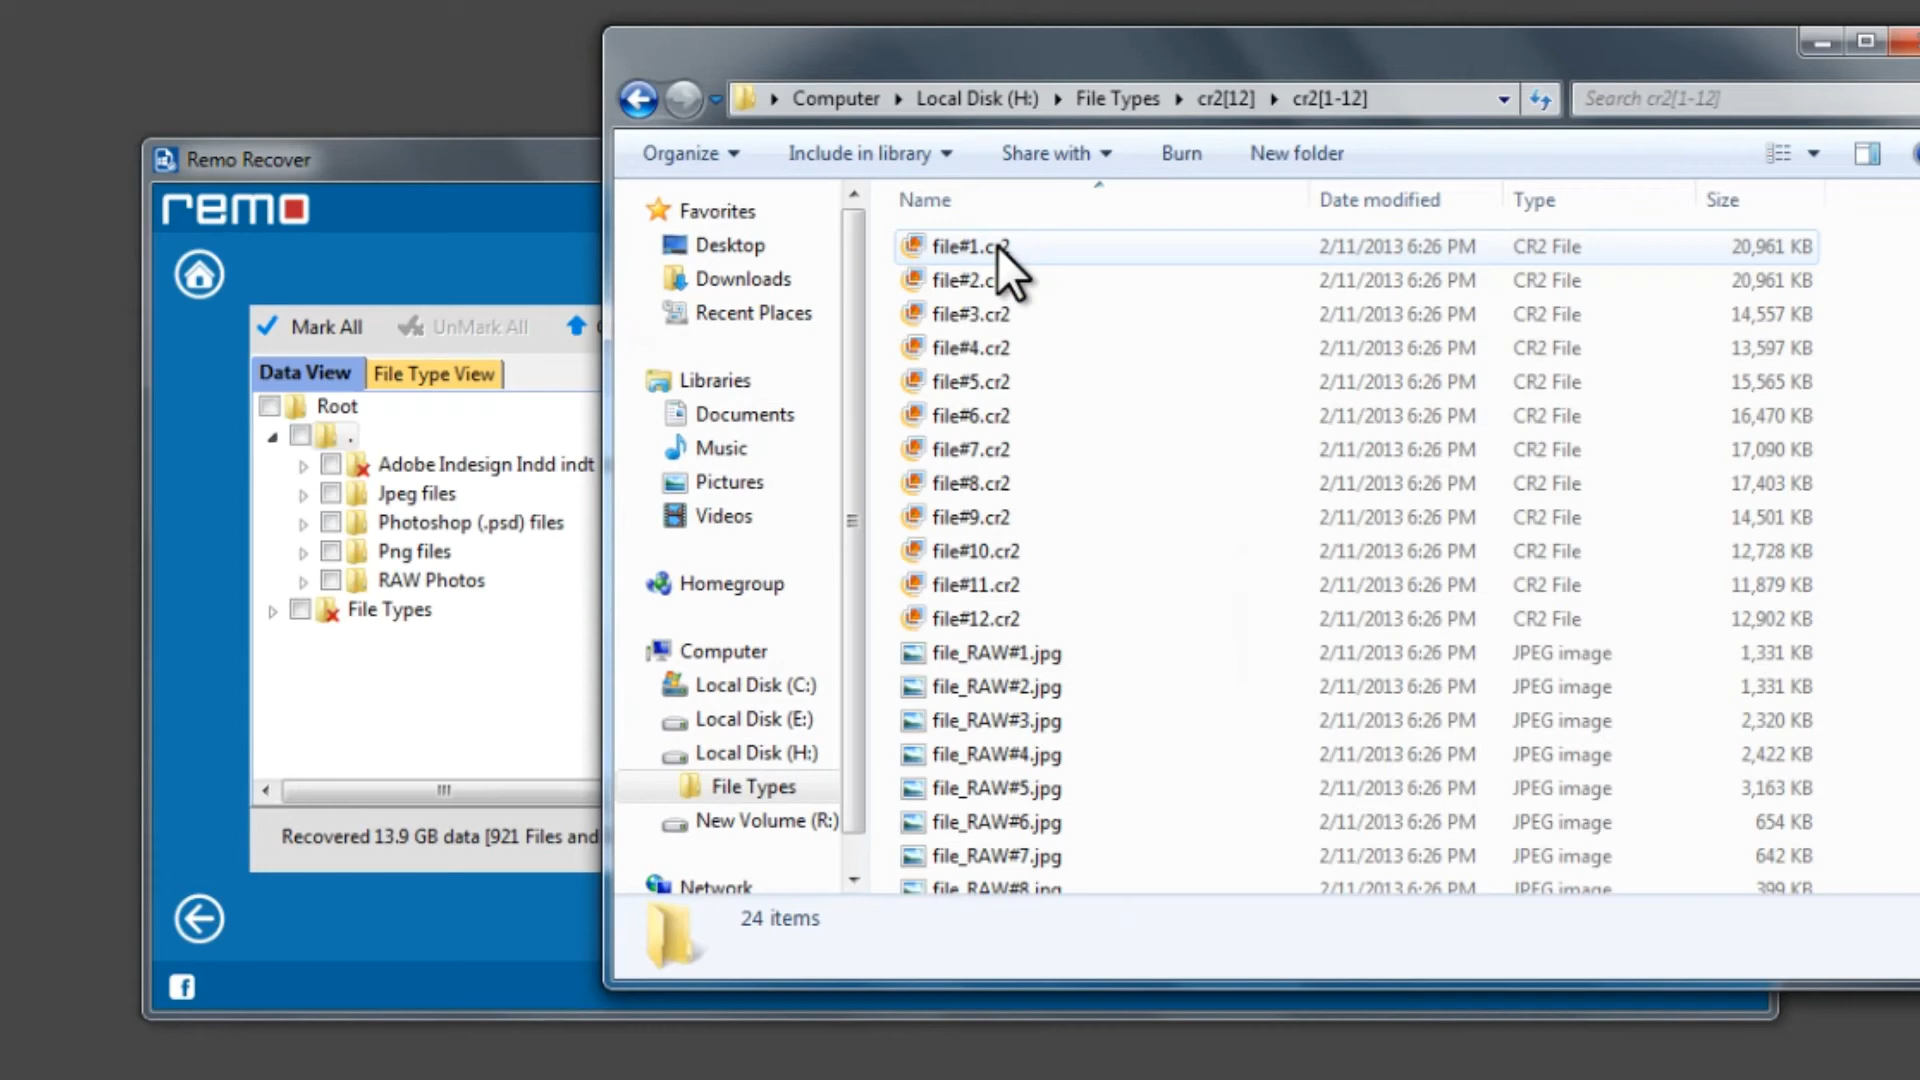 Remo Recover
remo
Mark All
UnMark All
Data View
File Type View
Root
.
Adobe Indesign Indd indt
Jpeg files
Photoshop (.psd) files
Png files
RAW Photos
File Types
Recovered 13.9 GB data [921 Files and
f
Computer
Local Disk (H:)
File Types
cr2[12]
cr2[1-12]
Search cr2[1-12]
Organize
Include in library
Share with
Burn
New folder
Favorites
Desktop
Downloads
Recent Places
Libraries
Documents
Music
Pictures
Videos
Homegroup
Computer
Local Disk (C:)
Local Disk (E:)
Local Disk (H:)
File Types
New Volume (R:)
Network
Name Date modified Type Size
file#1.cr2 2/11/2013 6:26 PM CR2 File 20,961 KB
file#2.c 2/11/2013 6:26 PM CR2 File 20,961 KB
file#3.cr2 2/11/2013 6:26 PM CR2 File 14,557 KB
file#4.cr2 2/11/2013 6:26 PM CR2 File 13,597 KB
file#5.cr2 2/11/2013 6:26 PM CR2 File 15,565 KB
file#6.cr2 2/11/2013 6:26 PM CR2 File 16,470 KB
file#7.cr2 2/11/2013 6:26 PM CR2 File 17,090 KB
file#8.cr2 2/11/2013 6:26 PM CR2 File 17,403 KB
file#9.cr2 2/11/2013 6:26 PM CR2 File 14,501 KB
file#10.cr2 2/11/2013 6:26 PM CR2 File 12,728 KB
file#11.cr2 2/11/2013 6:26 PM CR2 File 11,879 KB
file#12.cr2 2/11/2013 6:26 PM CR2 File 12,902 KB
file_RAW#1.jpg 2/11/2013 6:26 PM JPEG image 1,331 KB
file_RAW#2.jpg 2/11/2013 6:26 PM JPEG image 1,331 KB
file_RAW#3.jpg 2/11/2013 6:26 PM JPEG image 2,320 KB
file_RAW#4.jpg 2/11/2013 6:26 PM JPEG image 2,422 KB
file_RAW#5.jpg 2/11/2013 6:26 PM JPEG image 3,163 KB
file_RAW#6.jpg 2/11/2013 6:26 PM JPEG image 654 KB
file_RAW#7.jpg 2/11/2013 6:26 PM JPEG image 642 KB
file_RAW#8.jpg 2/11/2013 6:26 PM JPEG image 399 KB
24 items